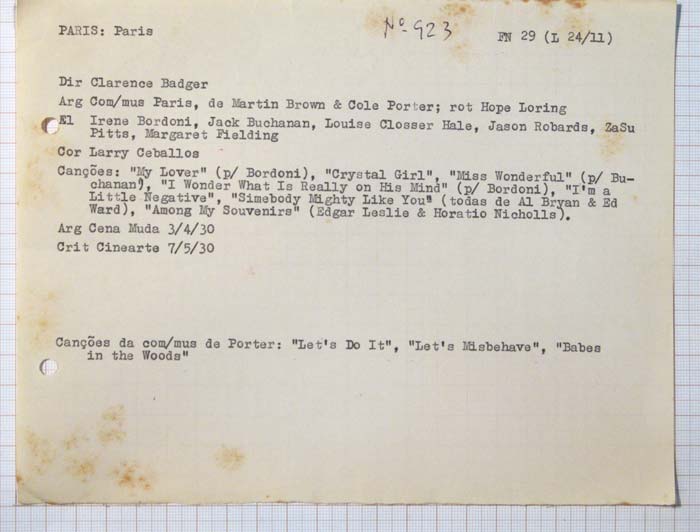 PARIS: Paris Nº 923 FN 29 (L 24/11)
Dir Clarence Badger
Arg Com/mus Paris, de Martin Brown & Cole Porter; rot Hope Loring
El Irene Bordoni, Jack Buchanan, Louise Closser Hale, Jason Robards, ZaSu
Pitts, Margaret Fielding
Cor Larry Ceballos
Canções: "My Lover" (p/ Bordoni), "Crystal Girl", "Miss Wonderful" (p/ Bu-
chanan), "I Wonder What Is Really on His Mind" (p/ Bordoni), "I'm a
Little Negative", "Simebody Mighty Like You" (todas de Al Bryan & Ed
Ward), "Among My Souvenirs" (Edgar Leslie & Horatio Nicholls).
Arg Cena Muda 3/4/30
Crit Cinearte 7/5/30
Canções da com/mus de Porter: "Let's Do It", "Let's Misbehave", "Babes
in the Woods"